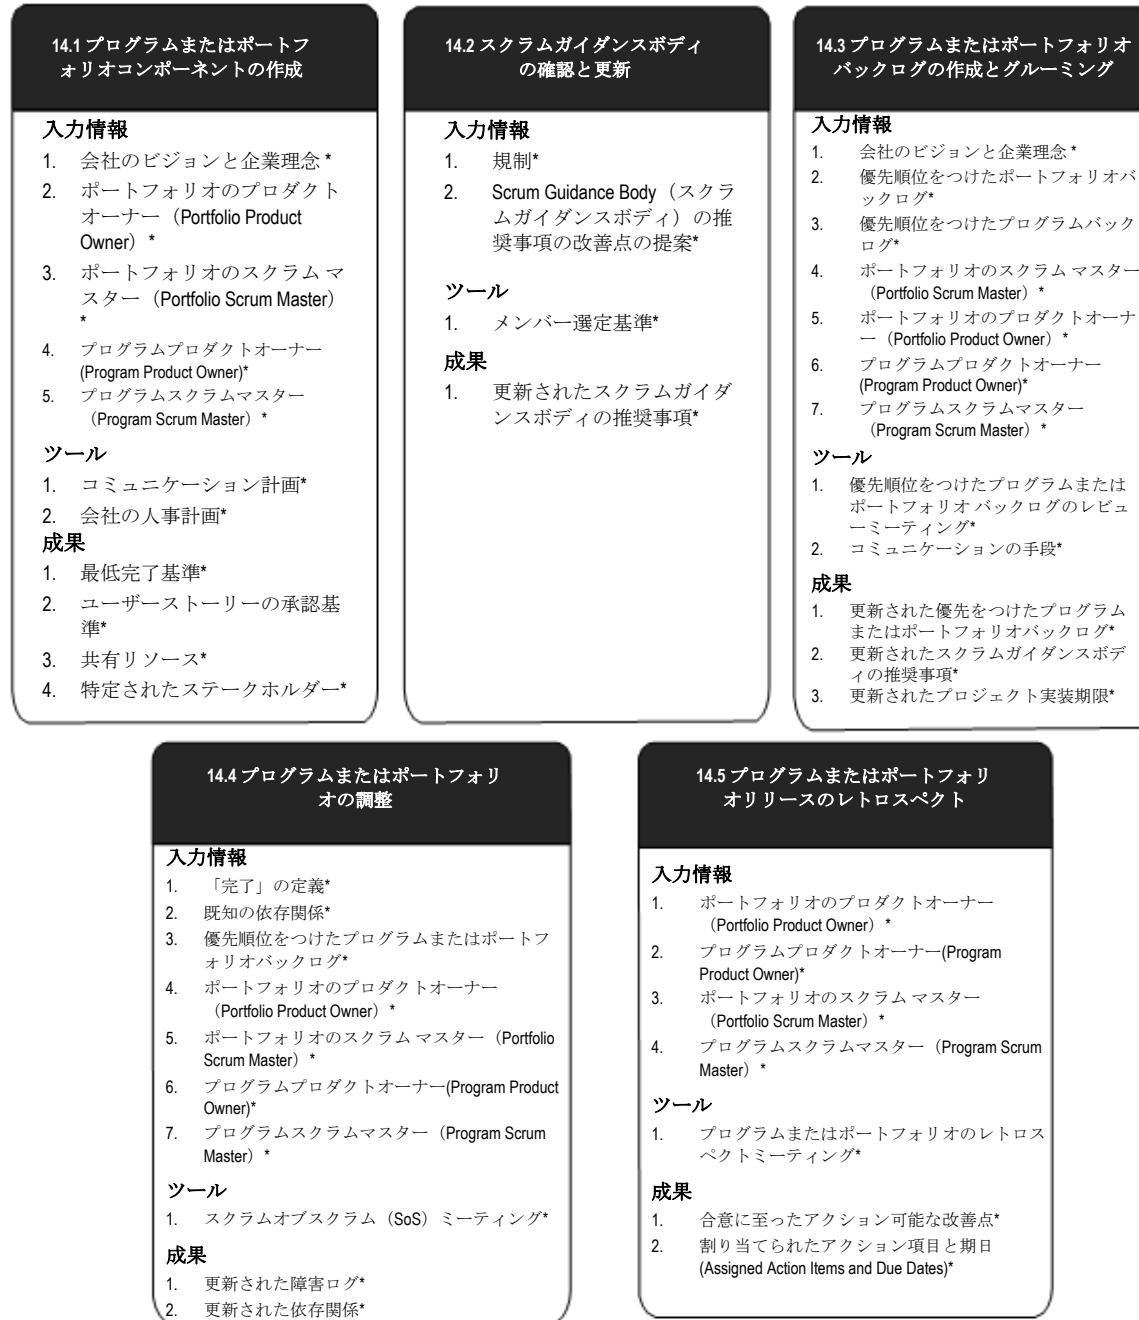 14.1 プログラムまたはポートフ
ォリオコンポーネントの作成
入力情報
1. 会社のビジョンと企業理念 *
2. ポートフォリオのプロダクト
オーナー（Portfolio Product
Owner）*
3. ポートフォリオのスクラム マ
スター（Portfolio Scrum Master）
*
4. プログラムプロダクトオーナー
(Program Product Owner)*
5. プログラムスクラムマスター
（Program Scrum Master）*
ツール
1. コミュニケーション計画*
2. 会社の人事計画*
成果
1. 最低完了基準*
2. ユーザーストーリーの承認基
準*
3. 共有リソース*
4. 特定されたステークホルダー*
14.2 スクラムガイダンスボディ
の確認と更新
入力情報
1. 規制*
2. Scrum Guidance Body（スクラ
ムガイダンスボディ）の推
奨事項の改善点の提案*
ツール
1. メンバー選定基準*
成果
1. 更新されたスクラムガイダ
ンスボディの推奨事項*
14.3 プログラムまたはポートフォリオ
バックログの作成とグルーミング
入力情報
1. 会社のビジョンと企業理念 *
2. 優先順位をつけたポートフォリオバ
ックログ*
3. 優先順位をつけたプログラムバック
ログ*
4. ポートフォリオのスクラム マスター
（Portfolio Scrum Master）*
5. ポートフォリオのプロダクトオーナ
ー（Portfolio Product Owner）*
6. プログラムプロダクトオーナー
(Program Product Owner)*
7. プログラムスクラムマスター
（Program Scrum Master）*
ツール
1. 優先順位をつけたプログラムまたは
ポートフォリオ バックログのレビュ
ーミーティング*
2. コミュニケーションの手段*
成果
1. 更新された優先をつけたプログラム
またはポートフォリオバックログ*
2. 更新されたスクラムガイダンスボデ
ィの推奨事項*
3. 更新されたプロジェクト実装期限*
14.4 プログラムまたはポートフォリ
オの調整
入力情報
1. 「完了」の定義*
2. 既知の依存関係*
3. 優先順位をつけたプログラムまたはポートフ
ォリオバックログ*
4. ポートフォリオのプロダクトオーナー
（Portfolio Product Owner）*
5. ポートフォリオのスクラム マスター（Portfolio
Scrum Master）*
6. プログラムプロダクトオーナー(Program Product
Owner)*
7. プログラムスクラムマスター（Program Scrum
Master）*
ツール
1. スクラムオブスクラム（SoS）ミーティング*
成果
1. 更新された障害ログ*
2. 更新された依存関係*
14.5 プログラムまたはポートフォリ
オリリースのレトロスペクト
入力情報
1. ポートフォリオのプロダクトオーナー
（Portfolio Product Owner）*
2. プログラムプロダクトオーナー(Program
Product Owner)*
3. ポートフォリオのスクラム マスター
（Portfolio Scrum Master）*
4. プログラムスクラムマスター（Program Scrum
Master）*
ツール
1. プログラムまたはポートフォリオのレトロス
ペクトミーティング*
成果
1. 合意に至ったアクション可能な改善点*
2. 割り当てられたアクション項目と期日
(Assigned Action Items and Due Dates)*